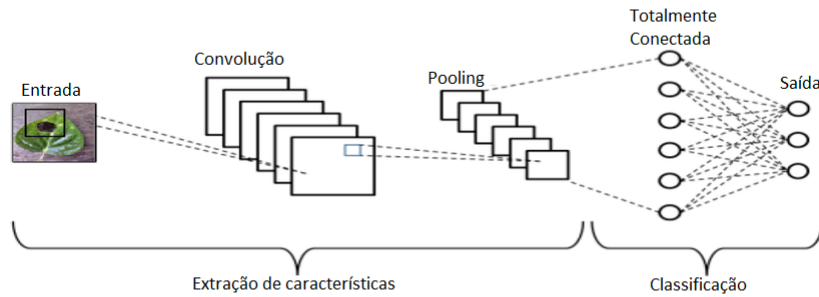 Entrada
Convolução
Pooling
Totalmente
Conectada
Saída
Extração de características
Classificação